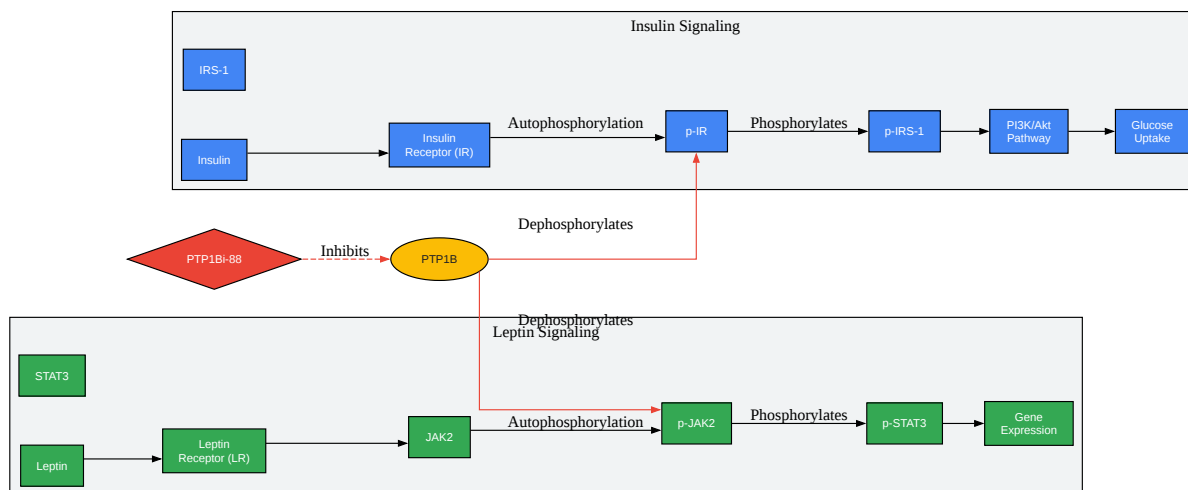 Insulin Signaling
IRS-1
Insulin
Insulin
Receptor (IR)
Autophosphorylation
p-IR
Phosphorylates
p-IRS-1
PI3K/Akt
Pathway
Glucose
Uptake
Dephosphorylates
PTP1Bi-88
Inhibits
PTP1B
Dephosphorylates
Leptin Signaling
STAT3
Leptin
Leptin
Receptor (LR)
JAK2
Autophosphorylation
p-JAK2
Phosphorylates
p-STAT3
Gene
Expression